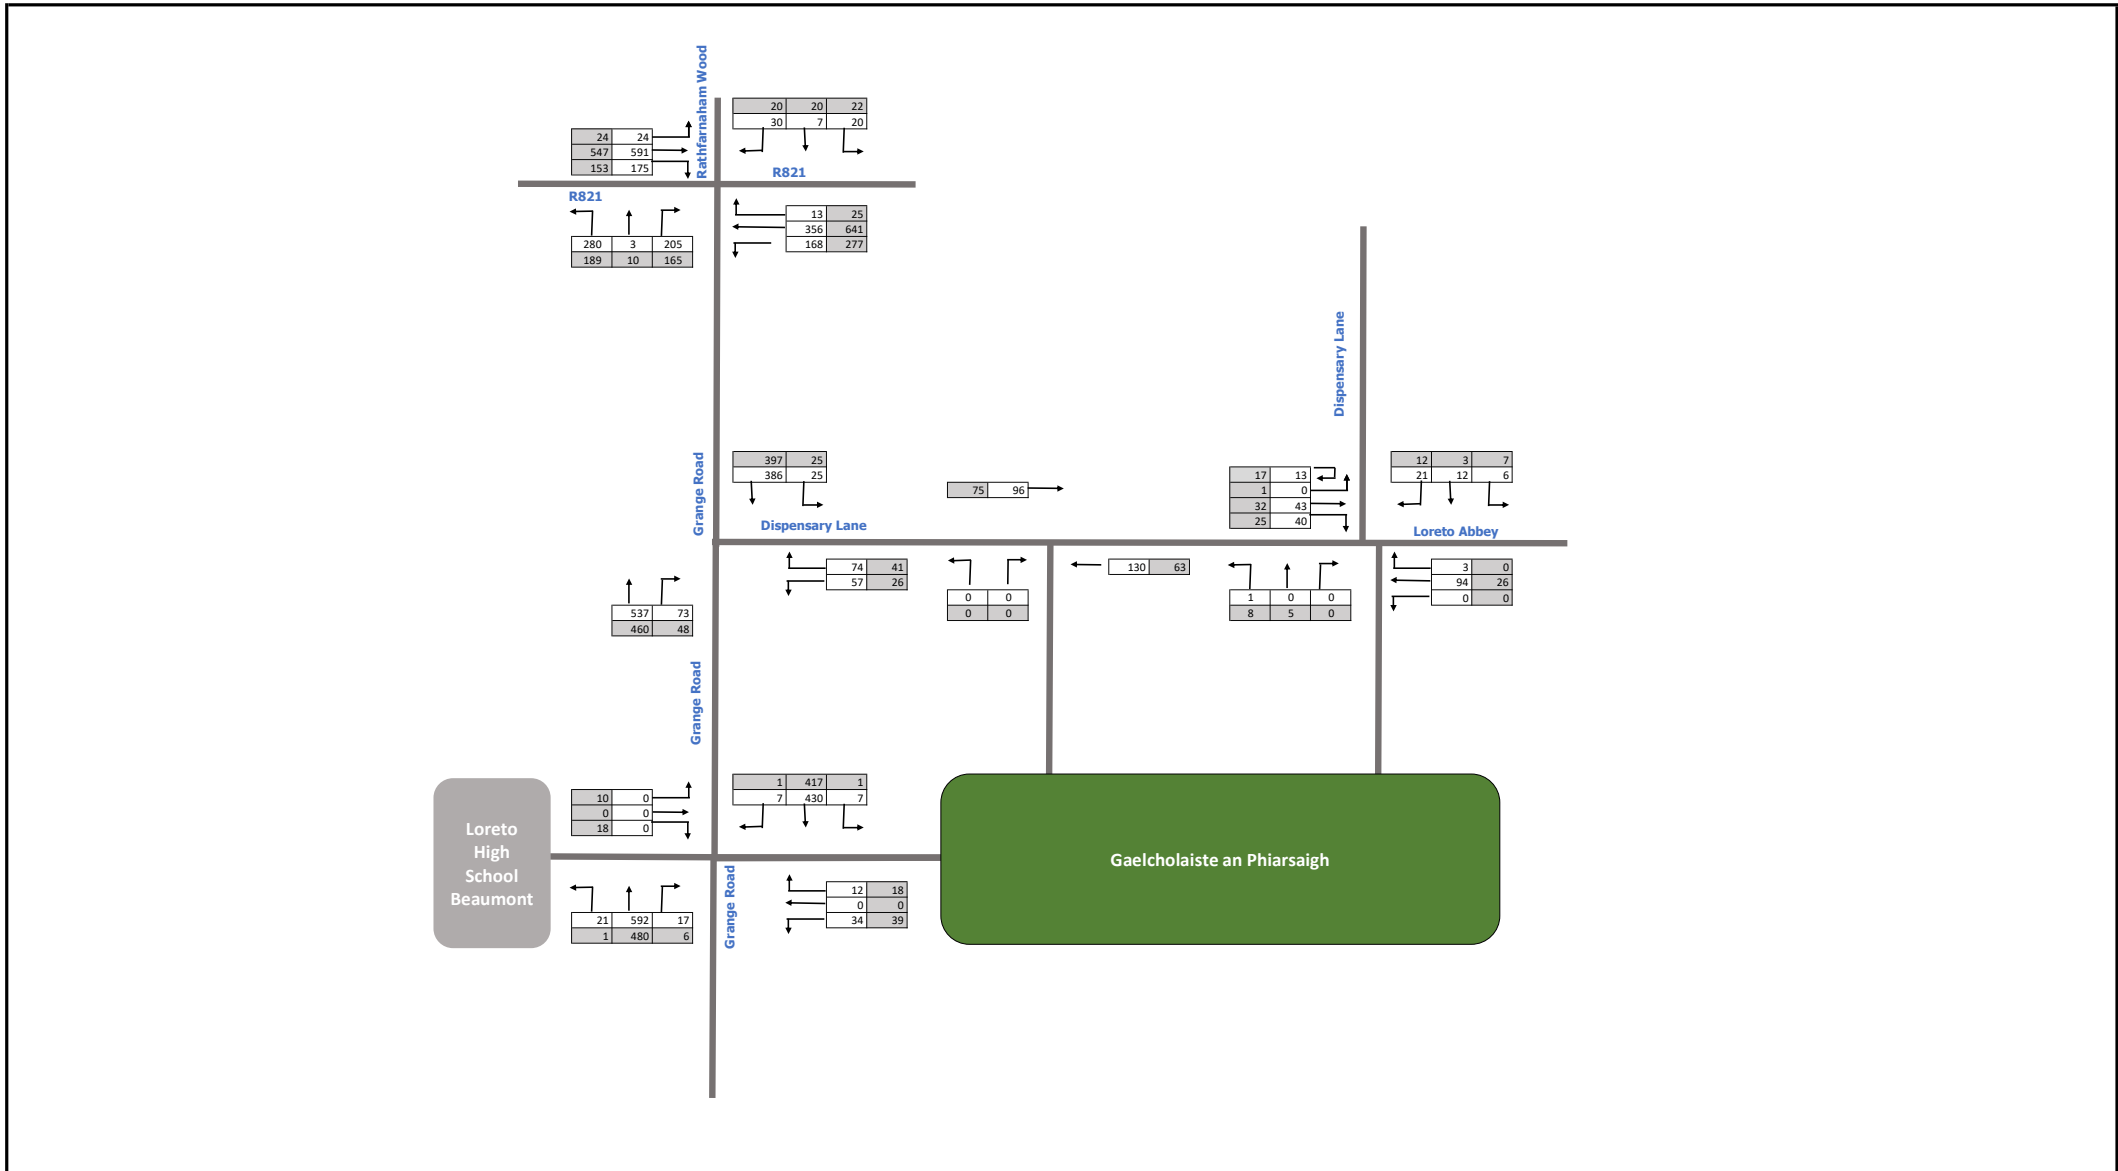 Rathfarnaham Wood
20 20 22
30 7 20
24 24
547 591
153 175
R821
R821
280 3 205
189 10 165
13 25
356 641
168 277
Dispensary Lane
Grange Road
397 25
386 25
75 96
17 13
1 0
32 43
25 40
12 3 7
21 12 6
Dispensary Lane
Loreto Abbey
74 41
57 26
0 0
0 0
130 63
1 0 0
8 5 0
3 0
94 26
0 0
537 73
460 48
Grange Road
1 417 1
7 430 7
10 0
0 0
18 0
Loreto
High
School
Beaumont
Gaelcholaiste an Phiarsaigh
Grange Road
21 592 17
1 480 6
12 18
0 0
34 39